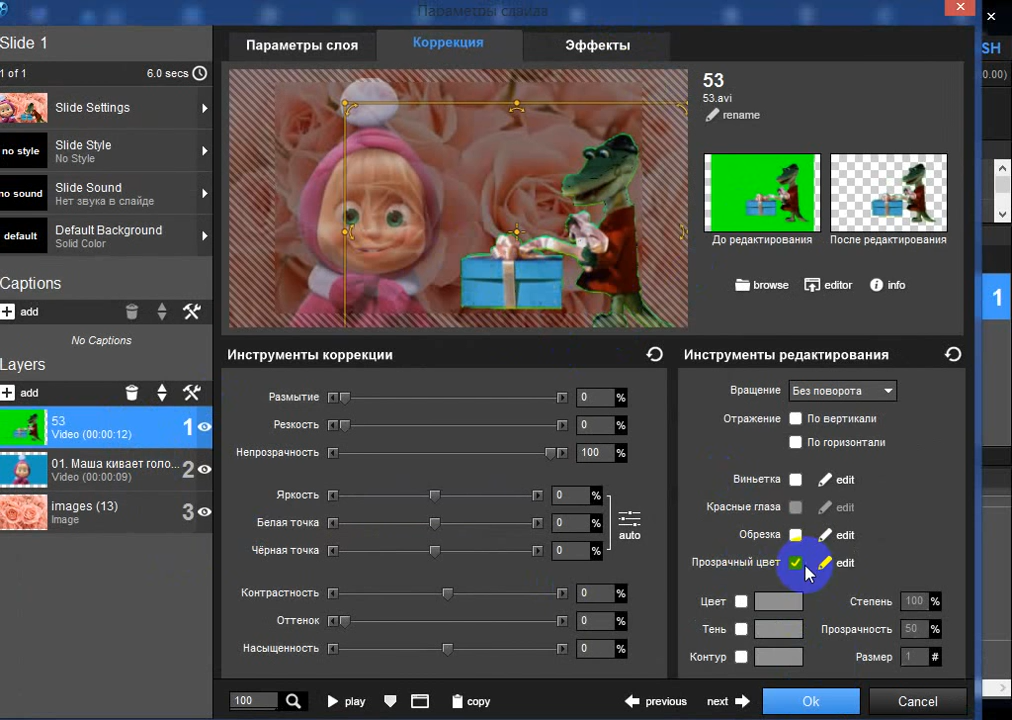 Параметры слайда
Slide 1
1 of 1
6.0 secs
Slide Settings
no style
Slide Style
No Style
no sound
Slide Sound
Нет звука в слайде
default
Default Background
Solid Color
Captions
add
No Captions
Layers
add
53
Video (00:00:12)
1
01. Маша кивает голо...
Video (00:00:09)
2
images (13)
Image
3
Параметры слоя
Коррекция
Эффекты
53
53.avi
rename
До редактирования
После редактирования
browse
editor
info
Инструменты коррекции
Размытие
0 %
Резкость
0 %
Непрозрачность
100 %
Яркость
0 %
Белая точка
0 %
auto
Чёрная точка
0 %
Контрастность
0 %
Оттенок
0 %
Насыщенность
0 %
Инструменты редактирования
Вращение
Без поворота
Отражение
По вертикали
По горизонтали
Виньетка
edit
Красные глаза
edit
Обрезка
edit
Прозрачный цвет
edit
Цвет
Степень
100 %
Тень
Прозрачность
50 %
Контур
Размер
1 #
100
play
copy
previous
next
Ok
Cancel
SH
0.00)
1